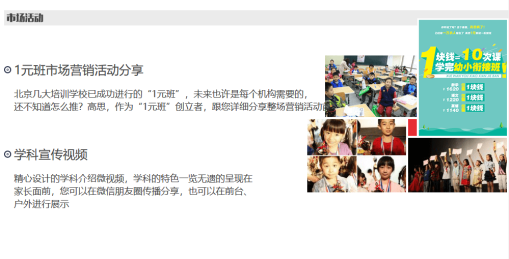 市场活动
1元班市场营销活动分享
北京几大培训学校已成功进行的“1元班”，未来也许是每个机构需要的，
还不知道怎么推？高思，作为“1元班”创立者，跟您详细分享整场营销活动
学科宣传视频
精心设计的学科介绍微视频，学科的特色一览无遗的呈现在
家长面前，您可以在微信朋友圈传播分享，也可以在前台、
户外进行展示
1块钱=10次课
学完幼小衔接班
1块钱
1块钱
1块钱